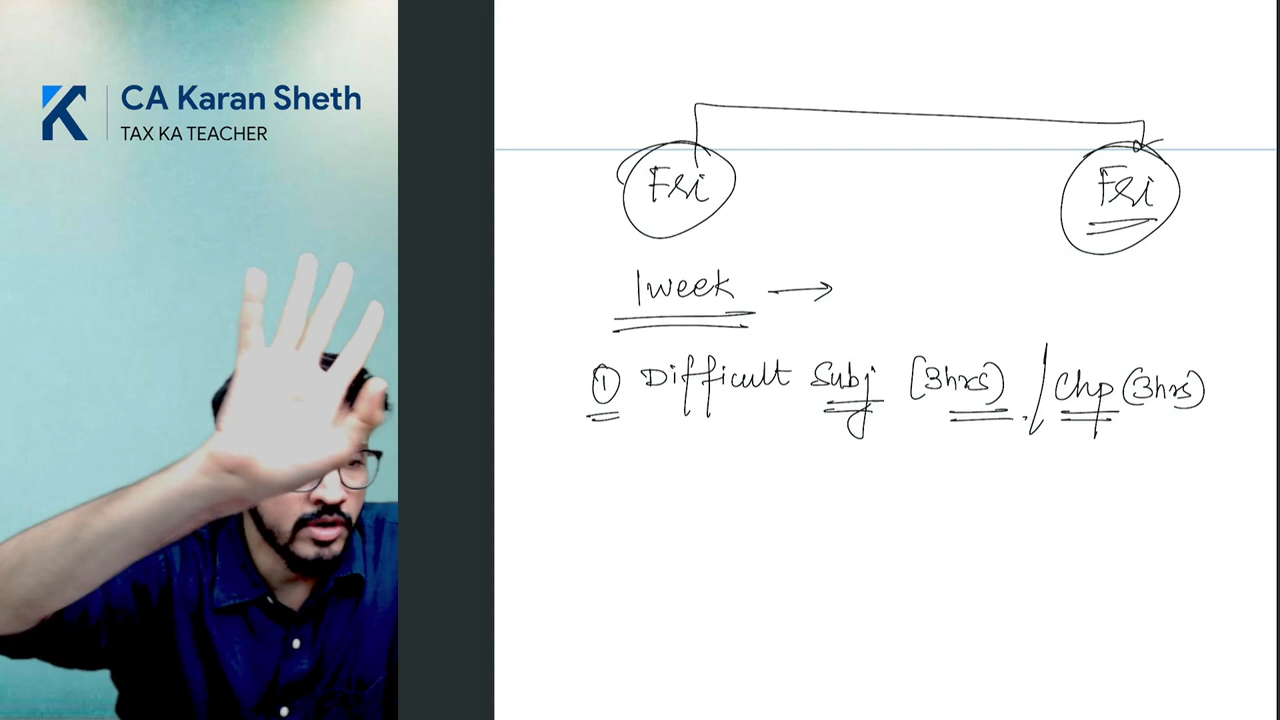 CA Karan Sheth
TAX KA TEACHER
Fri Fri
1week →
① Difficult Subj (3hrs) / Chp (3hrs)